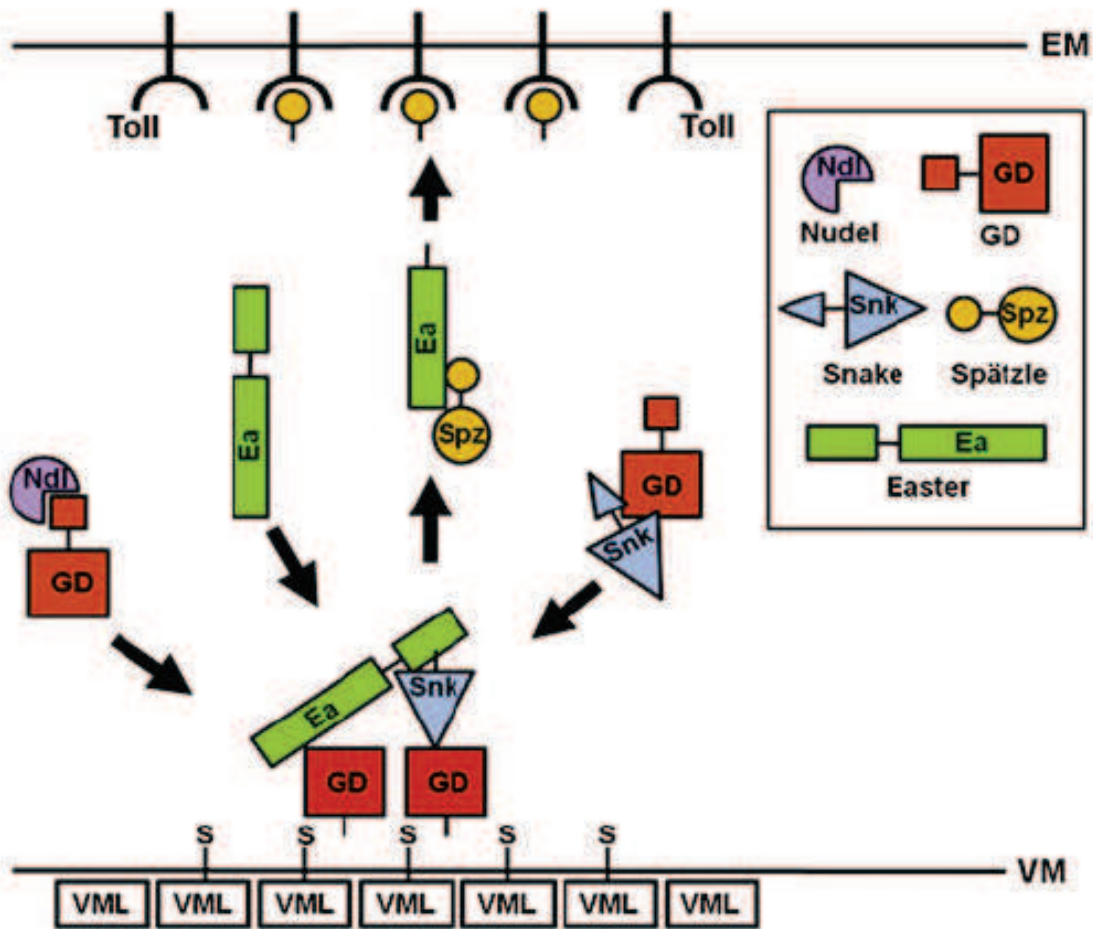 EM
Toll
Toll
Ndl
GD
Nudel
GD
Snk
Spz
Snake
Spätzle
Ea
Easter
Ea
Ea
Spz
Ndl
GD
GD
Snk
Snk
Ea
GD
GD
S
S
S
S
S
VM
VML
VML
VML
VML
VML
VML
VML